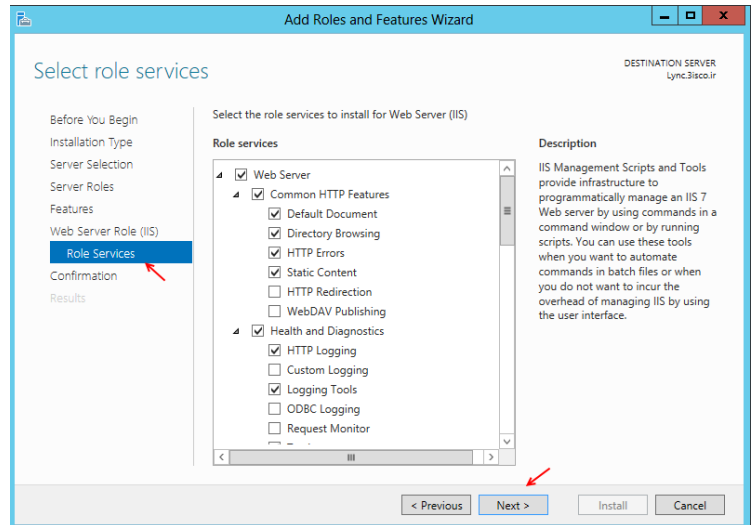 Add Roles and Features Wizard
Select role services
DESTINATION SERVER
Lync.3isco.ir
Before You Begin
Installation Type
Server Selection
Server Roles
Features
Web Server Role (IIS)
Role Services
Confirmation
Results
Select the role services to install for Web Server (IIS)
Role services
Web Server
Common HTTP Features
Default Document
Directory Browsing
HTTP Errors
Static Content
HTTP Redirection
WebDAV Publishing
Health and Diagnostics
HTTP Logging
Custom Logging
Logging Tools
ODBC Logging
Request Monitor
Description
IIS Management Scripts and Tools
provide infrastructure to
programmatically manage an IIS 7
Web server by using commands in a
command window or by running
scripts. You can use these tools
when you want to automate
commands in batch files or when
you do not want to incur the
overhead of managing IIS by using
the user interface.
< Previous
Next >
Install
Cancel